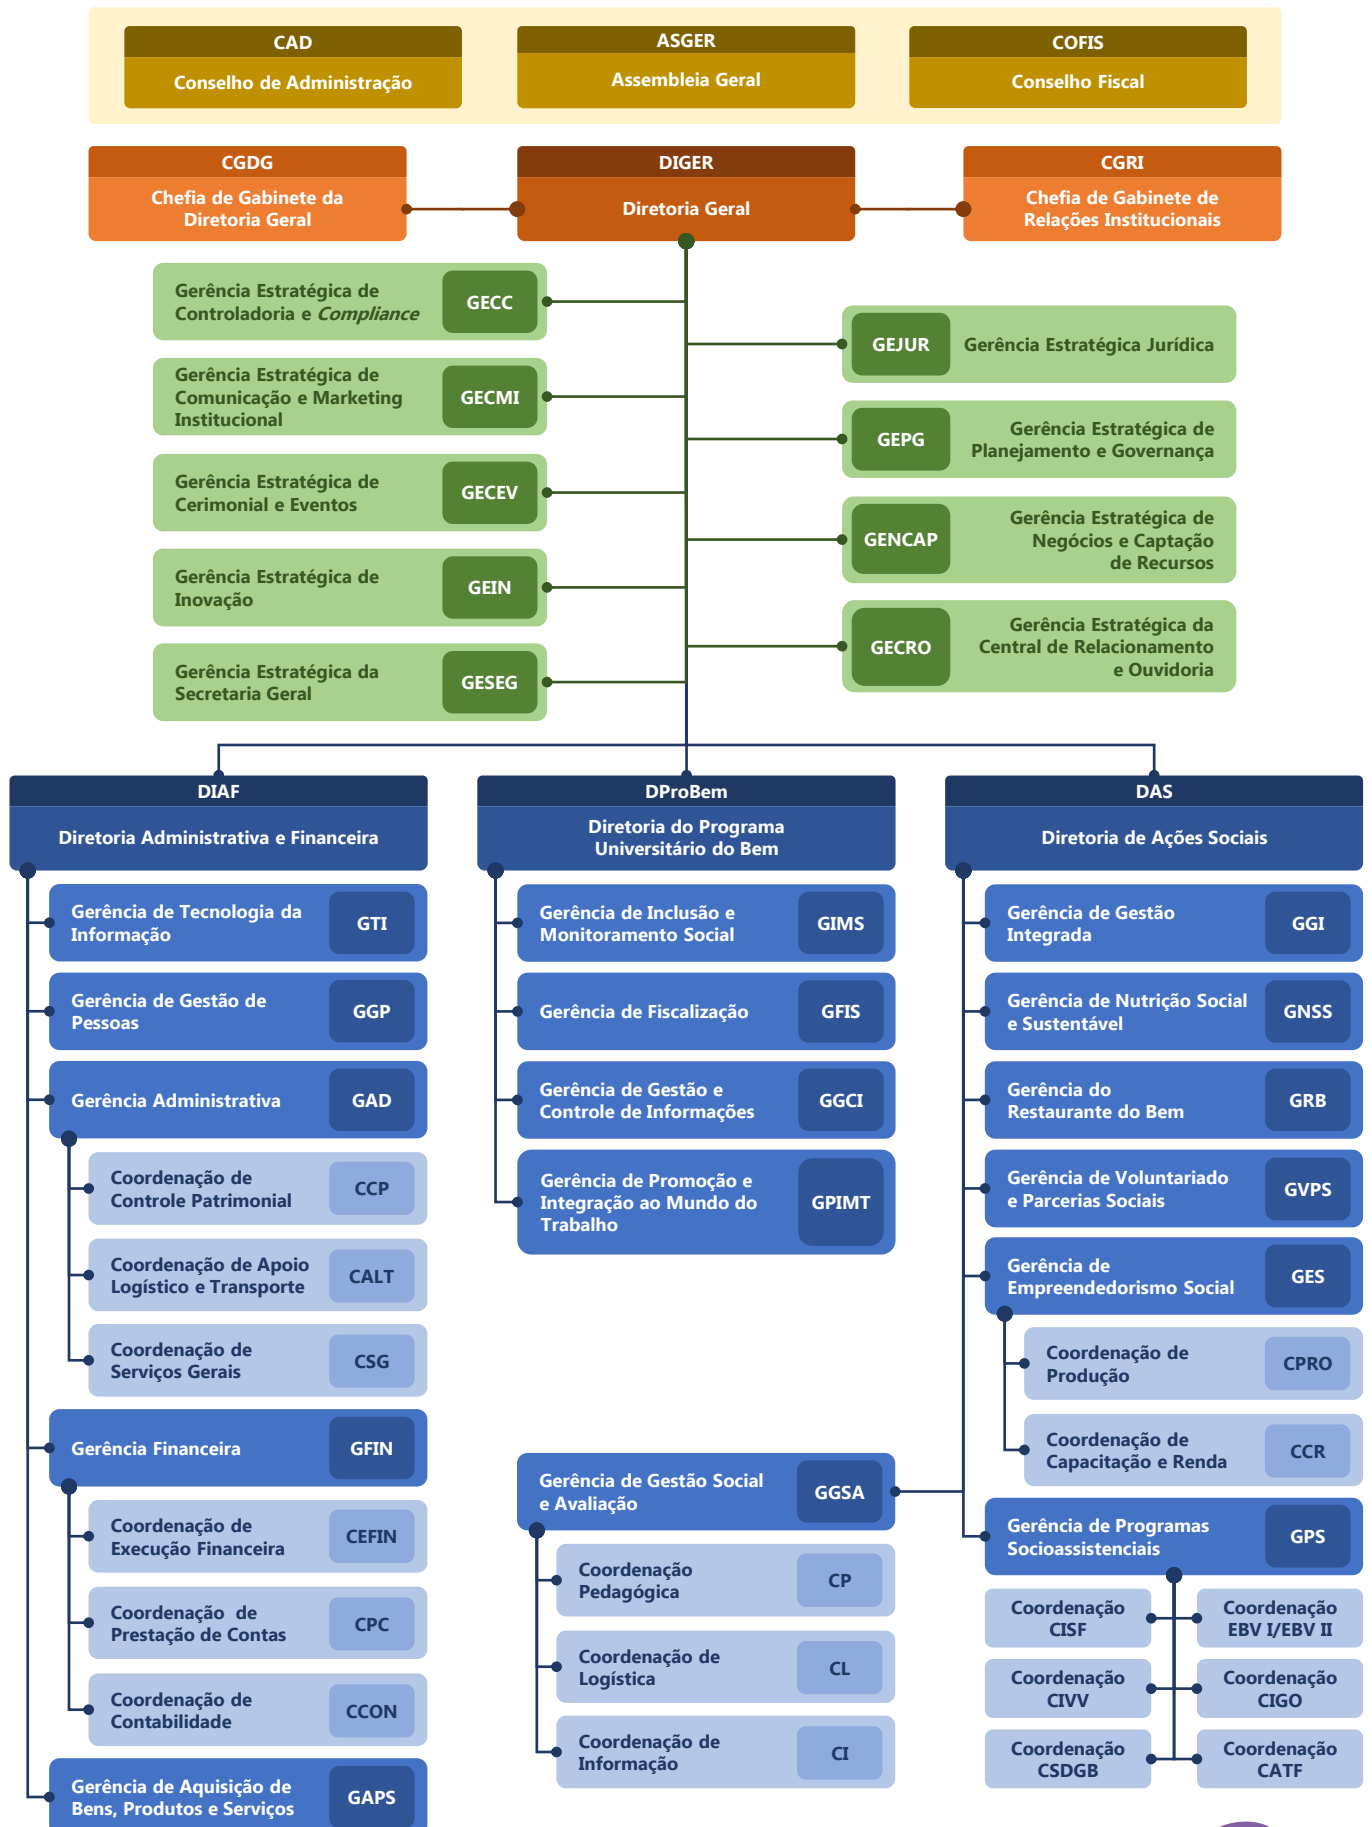 CAD
Conselho de Administração
ASGER
Assembleia Geral
COFIS
Conselho Fiscal
CGDG
Chefia de Gabinete da
Diretoria Geral
DIGER
Diretoria Geral
CGRI
Chefia de Gabinete de
Relações Institucionais
Gerência Estratégica de
Controladoria e Compliance
GECC
Gerência Estratégica de
Comunicação e Marketing
Institucional
GECMI
Gerência Estratégica de
Cerimonial e Eventos
GECEV
Gerência Estratégica de
Inovação
GEIN
Gerência Estratégica da
Secretaria Geral
GESEG
GEJUR
Gerência Estratégica Jurídica
GEPG
Gerência Estratégica de
Planejamento e Governança
GENCAP
Gerência Estratégica de
Negócios e Captação
de Recursos
GECRO
Gerência Estratégica da
Central de Relacionamento
e Ouvidoria
DIAF
Diretoria Administrativa e Financeira
Gerência de Tecnologia da
Informação
GTI
Gerência de Gestão de
Pessoas
GGP
Gerência Administrativa
GAD
Coordenação de
Controle Patrimonial
CCP
Coordenação de Apoio
Logístico e Transporte
CALT
Coordenação de
Serviços Gerais
CSG
Gerência Financeira
GFIN
Coordenação de
Execução Financeira
CEFIN
Coordenação  de
Prestação de Contas
CPC
Coordenação de
Contabilidade
CCON
Gerência de Aquisição de
Bens, Produtos e Serviços
GAPS
DProBem
Diretoria do Programa
Universitário do Bem
Gerência de Inclusão e
Monitoramento Social
GIMS
Gerência de Fiscalização
GFIS
Gerência de Gestão e
Controle de Informações
GGCI
Gerência de Promoção e
Integração ao Mundo do
Trabalho
GPIMT
Gerência de Gestão Social
e Avaliação
GGSA
Coordenação
Pedagógica
CP
Coordenação de
Logística
CL
Coordenação de
Informação
CI
DAS
Diretoria de Ações Sociais
Gerência de Gestão
Integrada
GGI
Gerência de Nutrição Social
e Sustentável
GNSS
Gerência do
Restaurante do Bem
GRB
Gerência de Voluntariado
e Parcerias Sociais
GVPS
Gerência de
Empreendedorismo Social
GES
Coordenação de
Produção
CPRO
Coordenação de
Capacitação e Renda
CCR
Gerência de Programas
Socioassistenciais
GPS
Coordenação
CISF
Coordenação
EBV I/EBV II
Coordenação
CIVV
Coordenação
CIGO
Coordenação
CSDGB
Coordenação
CATF